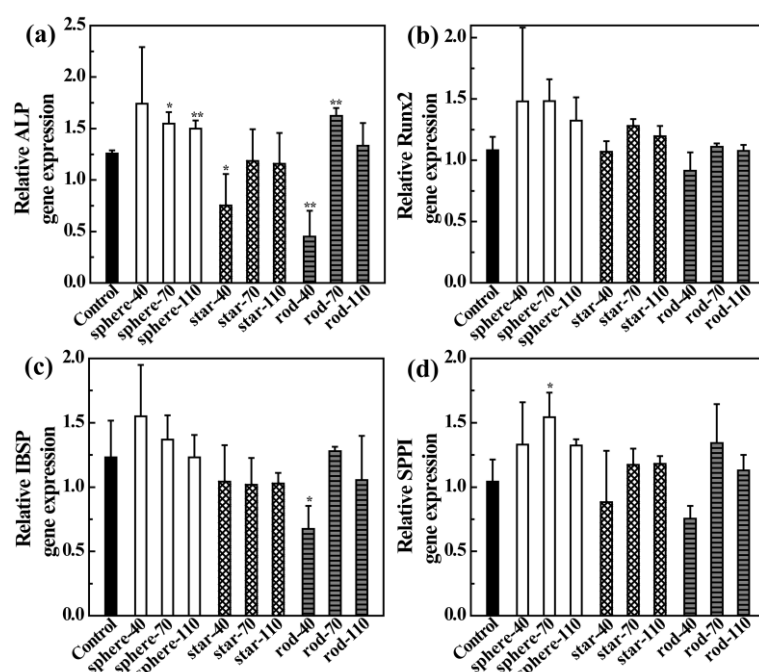 (a)
Relative ALP
gene expression
2.5
2.0
1.5
1.0
0.5
0.0
*
**
*
**
**
Control
sphere-40
sphere-70
sphere-110
star-40
star-70
star-110
rod-40
rod-70
rod-110
(b)
Relative Runx2
gene expression
2.0
1.5
1.0
0.5
0.0
Control
sphere-40
sphere-70
sphere-110
star-40
star-70
star-110
rod-40
rod-70
rod-110
(c)
Relative IBSP
gene expression
2.0
1.5
1.0
0.5
0.0
*
Control
sphere-40
sphere-70
sphere-110
star-40
star-70
star-110
rod-40
rod-70
rod-110
(d)
Relative SPPI
gene expression
2.0
1.5
1.0
0.5
0.0
*
Control
sphere-40
sphere-70
sphere-110
star-40
star-70
star-110
rod-40
rod-70
rod-110